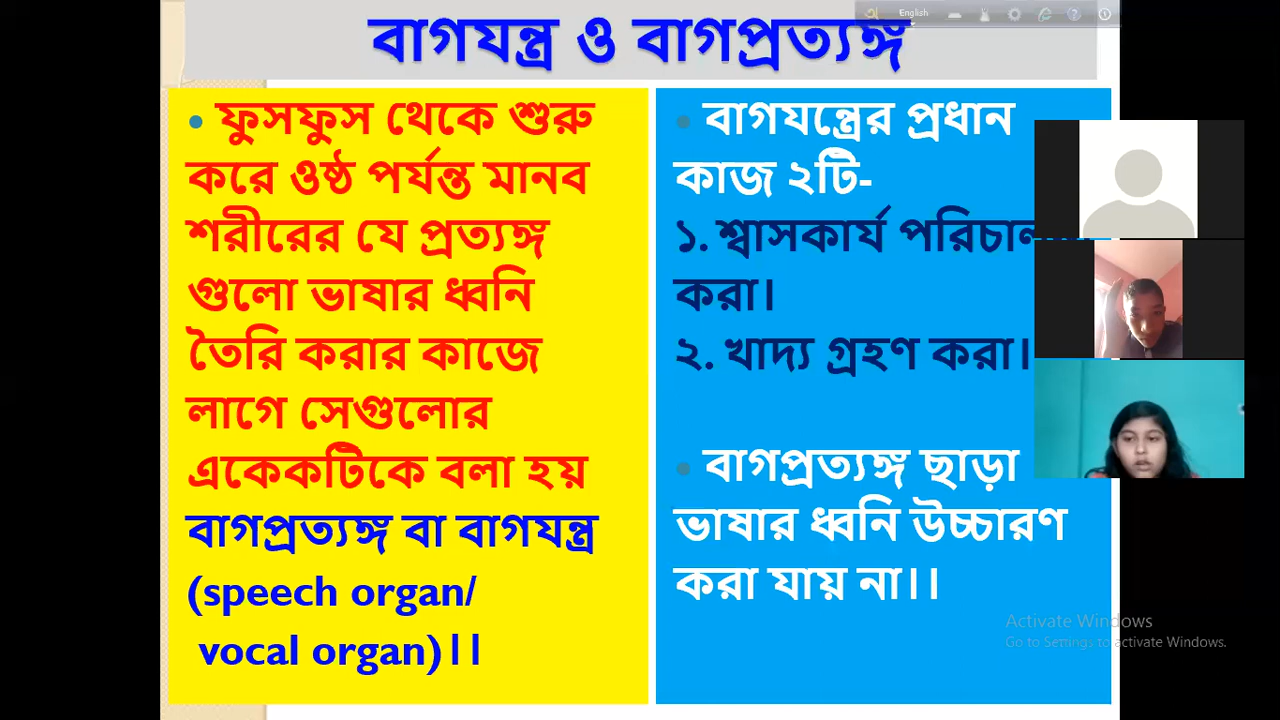 বাগযন্ত্র ও বাগপ্রত্যঙ্গ
English
• ফুসফুস থেকে শুরু
করে ওষ্ঠ পর্যন্ত মানব
শরীরের যে প্রত্যঙ্গ
গুলো ভাষার ধ্বনি
তৈরি করার কাজে
লাগে সেগুলোর
একেকটিকে বলা হয়
বাগপ্রত্যঙ্গ বা বাগযন্ত্র
(speech organ/
vocal organ)।।
• বাগযন্ত্রের প্রধান
কাজ ২টি-
১. শ্বাসকার্য
করা।
২. খাদ্য গ্রহণ করা।
• বাগপ্রত্যঙ্গ ছাড়া
ভাষার ধ্বনি উচ্চারণ
করা যায় না।।
Activate Windows
Go to Settings to activate Windows.